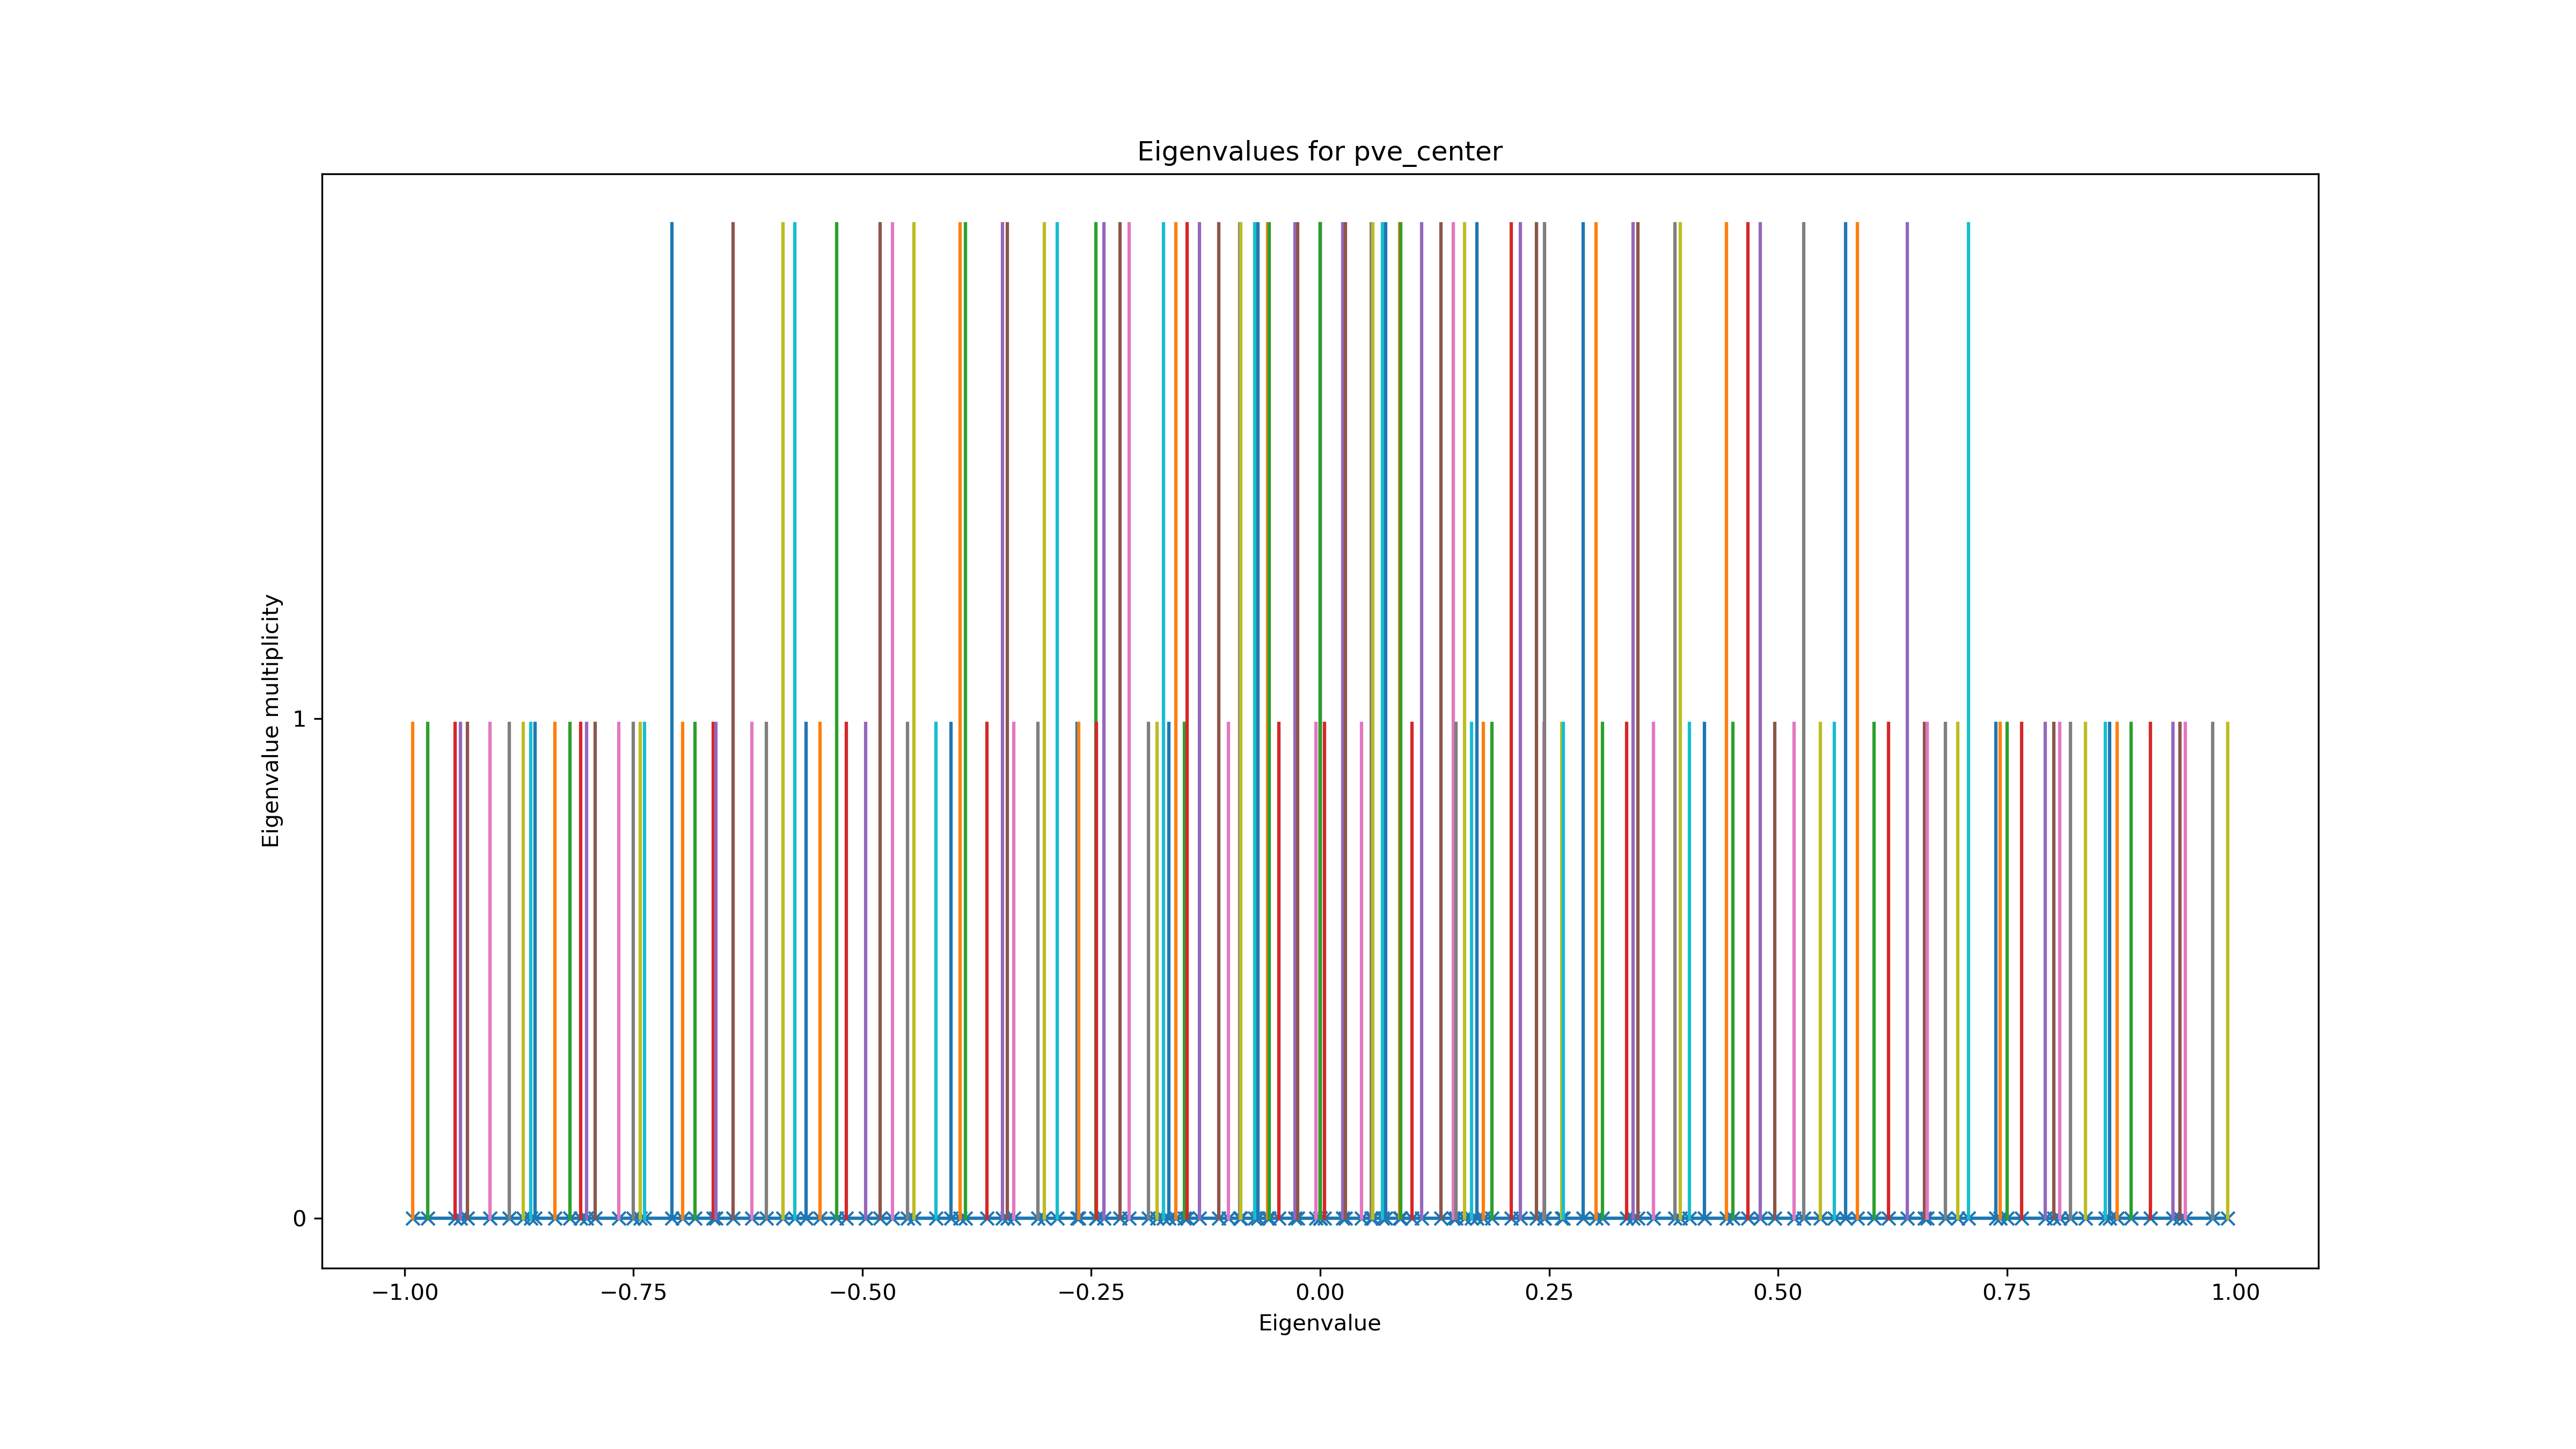 Eigenvalues for pve_center
Eigenvalue multiplicity
1
0
−1.00 −0.75 −0.50 −0.25 0.00 0.25 0.50 0.75 1.00
Eigenvalue